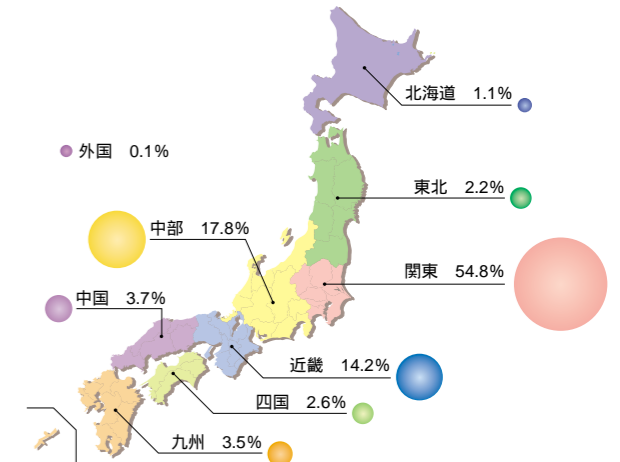 北海道 1.1%
外国 0.1%
東北 2.2%
中部 17.8%
関東 54.8%
中国 3.7%
近畿 14.2%
四国 2.6%
九州 3.5%